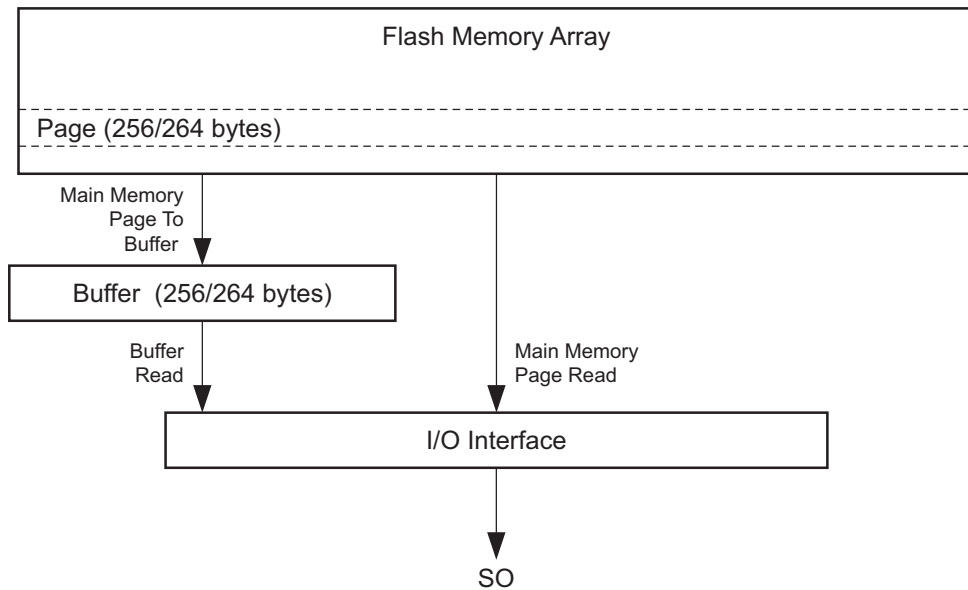 Flash Memory Array
Page (256/264 bytes)
Main Memory
Page To
Buffer
Buffer (256/264 bytes)
Buffer
Read
Main Memory
Page Read
I/O Interface
SO